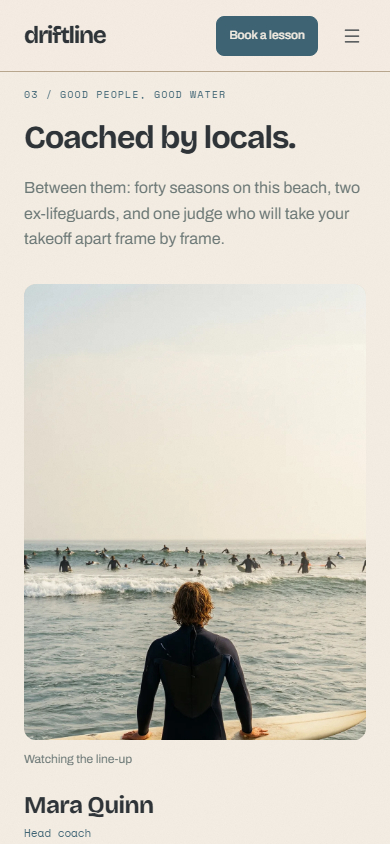 driftline
Book a lesson
03 / GOOD PEOPLE, GOOD WATER
Coached by locals.
Between them: forty seasons on this beach, two
ex-lifeguards, and one judge who will take your
takeoff apart frame by frame.
Watching the line-up
Mara Quinn
Head coach